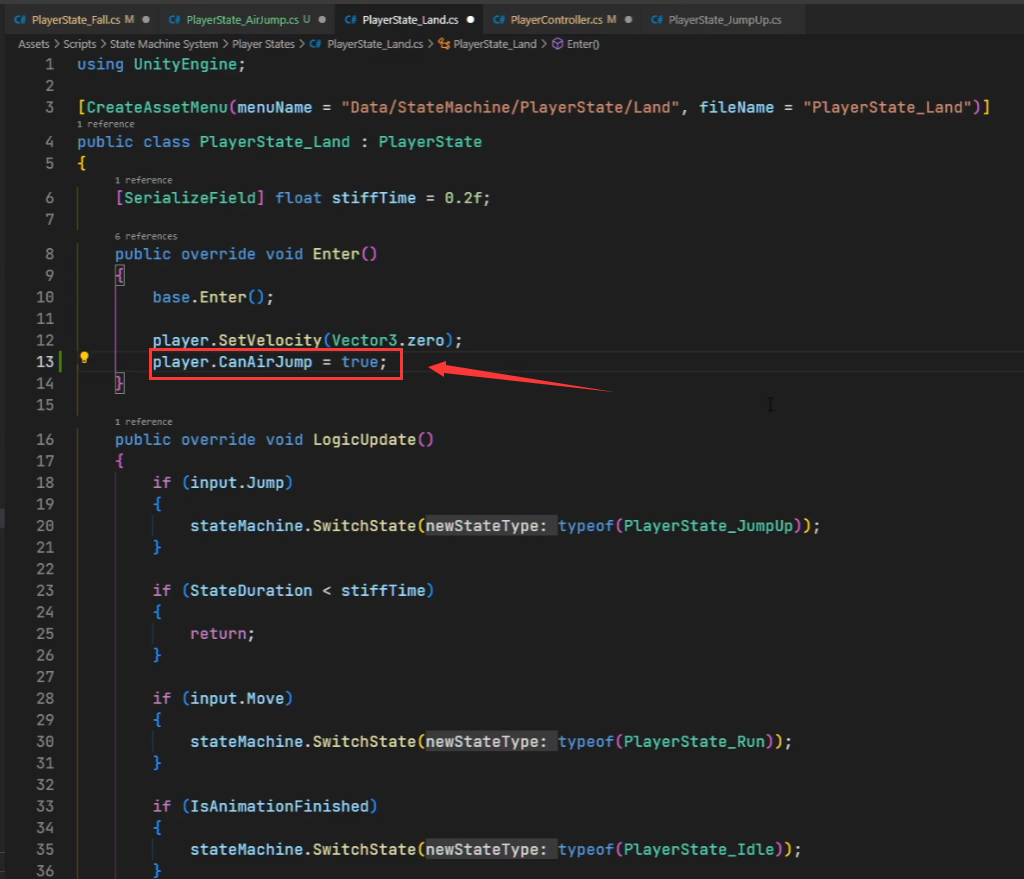 C# PlayerState_Fall.cs M ● C# PlayerState_AirJump.cs U ● C# PlayerState_Land.cs ● C# PlayerController.cs M ● C# PlayerState_JumpUp.cs
Assets > Scripts > State Machine System > Player States > C# PlayerState_Land.cs > PlayerState_Land > Enter()
1 using UnityEngine;
2
3 [CreateAssetMenu(menuName = "Data/StateMachine/PlayerState/Land", fileName = "PlayerState_Land")]
1 reference
4 public class PlayerState_Land : PlayerState
5 {
1 reference
6 [SerializeField] float stiffTime = 0.2f;
7
6 references
8 public override void Enter()
9 {
10 base.Enter();
11
12 player.SetVelocity(Vector3.zero);
13 player.CanAirJump = true;
14 }
15
1 reference
16 public override void LogicUpdate()
17 {
18 if (input.Jump)
19 {
20 stateMachine.SwitchState(newStateType: typeof(PlayerState_JumpUp));
21 }
22
23 if (StateDuration < stiffTime)
24 {
25 return;
26 }
27
28 if (input.Move)
29 {
30 stateMachine.SwitchState(newStateType: typeof(PlayerState_Run));
31 }
32
33 if (IsAnimationFinished)
34 {
35 stateMachine.SwitchState(newStateType: typeof(PlayerState_Idle));
36 }